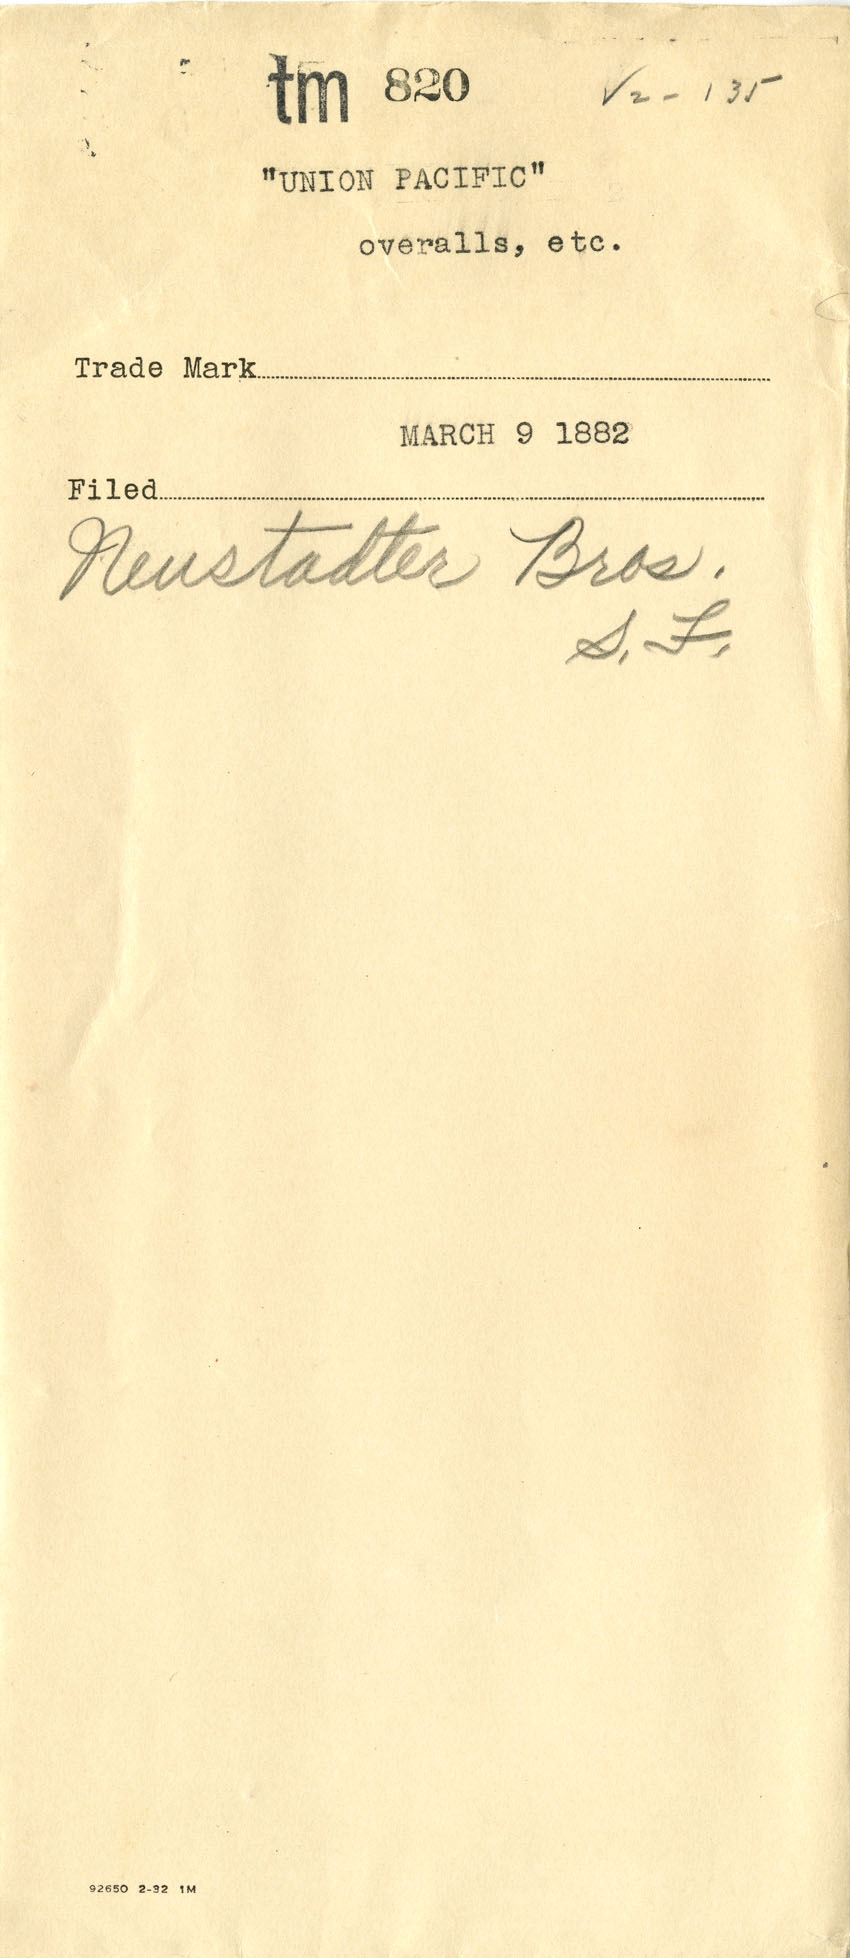 tm 820 √2-135
"UNION PACIFIC"
overalls, etc.
Trade Mark
MARCH 9 1882
Filed
Neustadter Bros.
S.F.
92650 2-32 1M